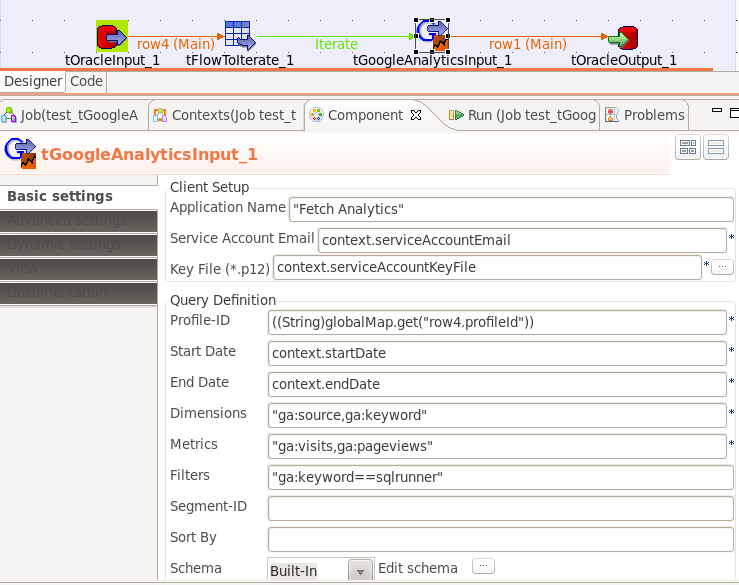 row4 (Main) Iterate row1 (Main)
tOracleInput_1 tFlowToIterate_1 tGoogleAnalyticsInput_1 tOracleOutput_1
Designer Code
Job(test_tGoogleA Contexts(Job test_t Component Run (Job test_tGoog Problems
tGoogleAnalyticsInput_1
Basic settings
Advanced settings
Dynamic settings
View
Documentation
Client Setup
Application Name "Fetch Analytics"
Service Account Email context.serviceAccountEmail *
Key File (*.p12) context.serviceAccountKeyFile * ...
Query Definition
Profile-ID ((String)globalMap.get("row4.profileId")) *
Start Date context.startDate *
End Date context.endDate *
Dimensions "ga:source,ga:keyword" *
Metrics "ga:visits,ga:pageviews" *
Filters "ga:keyword==sqlrunner"
Segment-ID
Sort By
Schema Built-In Edit schema ...